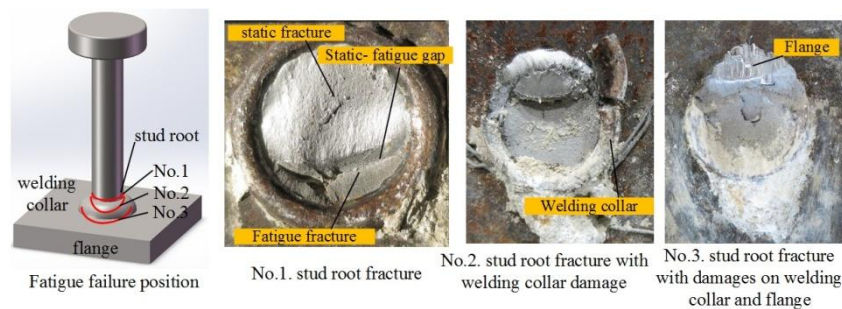 stud root
No.1
No.2
No.3
welding
collar
flange
Fatigue failure position
static fracture
Static- fatigue gap
Fatigue fracture
No.1. stud root fracture
Welding collar
No.2. stud root fracture with
welding collar damage
Flange
No.3. stud root fracture
with damages on welding
collar and flange